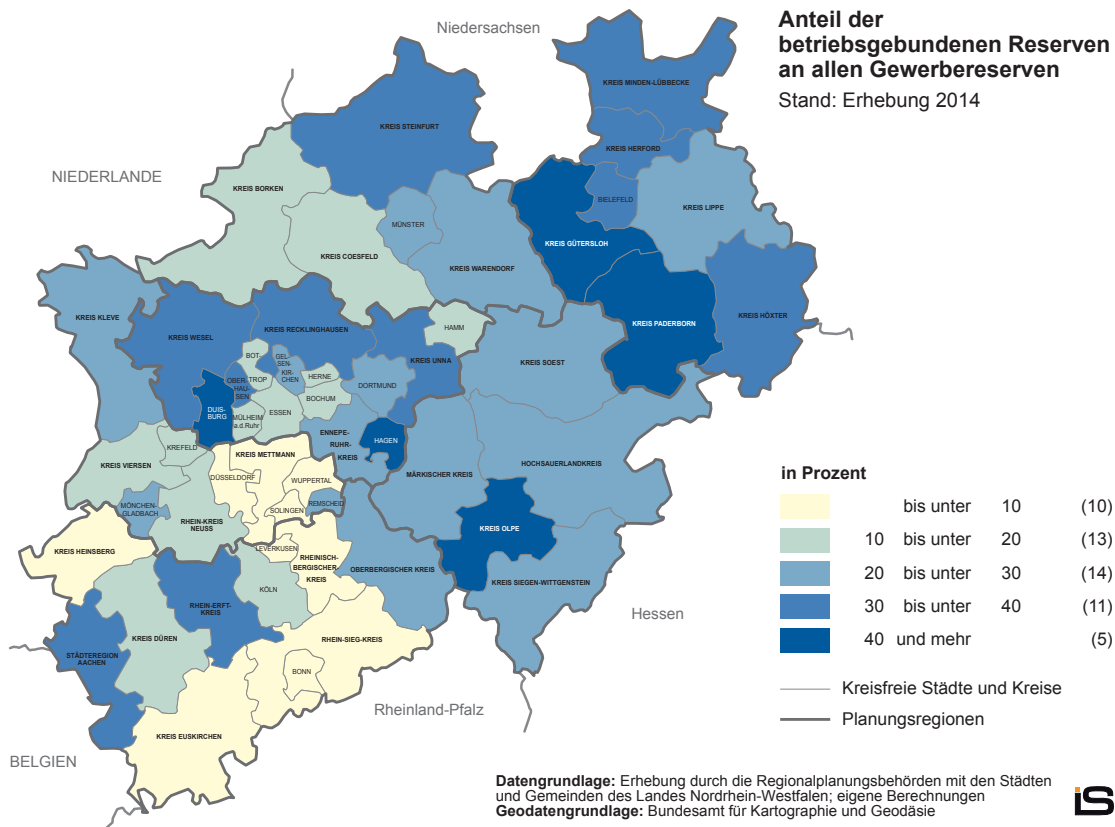 Anteil der
betriebsgebundenen Reserven
an allen Gewerbereserven
Stand: Erhebung 2014
Niedersachsen
NIEDERLANDE
BELGIEN
Rheinland-Pfalz
Hessen
KREIS MINDEN-LÜBBECKE
KREIS STEINFURT
KREIS HERFORD
KREIS BORKEN
BIELEFELD
KREIS LIPPE
MÜNSTER
KREIS GÜTERSLOH
KREIS COESFELD
KREIS WARENDORF
KREIS KLEVE
KREIS PADERBORN
KREIS HÖXTER
KREIS WESEL
KREIS RECKLINGHAUSEN
HAMM
KREIS UNNA
KREIS SOEST
BOT-
TROP
GEL-
SEN-
KIR-
CHEN
HERNE
OBER-
HAU-
SEN
DORTMUND
BOCHUM
DUIS-
BURG
MÜLHEIM
a.d.Ruhr
ESSEN
ENNEPE-
RUHR-
KREIS
HAGEN
KREFELD
KREIS VIERSEN
KREIS METTMANN
DÜSSELDORF
WUPPERTAL
MÄRKISCHER KREIS
HOCHSAUERLANDKREIS
MÖNCHEN-
GLADBACH
SOLINGEN
REMSCHEID
RHEIN-KREIS
NEUSS
KREIS OLPE
KREIS HEINSBERG
LEVERKUSEN
RHEINISCH-
BERGISCHER-
KREIS
OBERBERGISCHER KREIS
KREIS SIEGEN-WITTGENSTEIN
KÖLN
RHEIN-ERFT-
KREIS
KREIS DÜREN
RHEIN-SIEG-KREIS
STÄDTEREGION
AACHEN
BONN
KREIS EUSKIRCHEN
in Prozent
bis unter 10 (10)
10 bis unter 20 (13)
20 bis unter 30 (14)
30 bis unter 40 (11)
40 und mehr (5)
Kreisfreie Städte und Kreise
Planungsregionen
Datengrundlage: Erhebung durch die Regionalplanungsbehörden mit den Städten
und Gemeinden des Landes Nordrhein-Westfalen; eigene Berechnungen
Geodatengrundlage: Bundesamt für Kartographie und Geodäsie
iLS